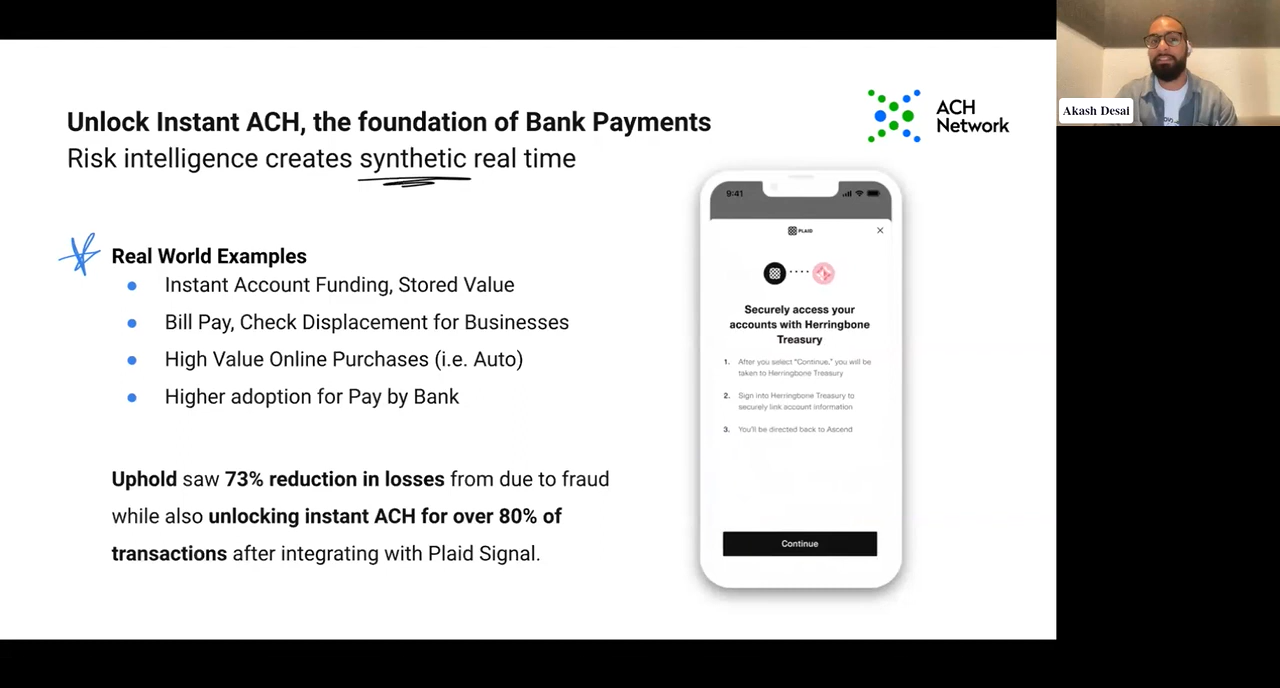 Unlock Instant ACH, the foundation of Bank Payments
Risk intelligence creates synthetic real time
ACH
Network
Akash Desai
Real World Examples
Instant Account Funding, Stored Value
Bill Pay, Check Displacement for Businesses
High Value Online Purchases (i.e. Auto)
Higher adoption for Pay by Bank
Uphold saw 73% reduction in losses from due to fraud
while also unlocking instant ACH for over 80% of
transactions after integrating with Plaid Signal.
9:41
PLAID
Securely access your
accounts with Herringbone
Treasury
1. After you select "Continue," you will be
taken to Herringbone Treasury
2. Sign into Herringbone Treasury to
securely link account information
3. You'll be directed back to Ascend
Continue